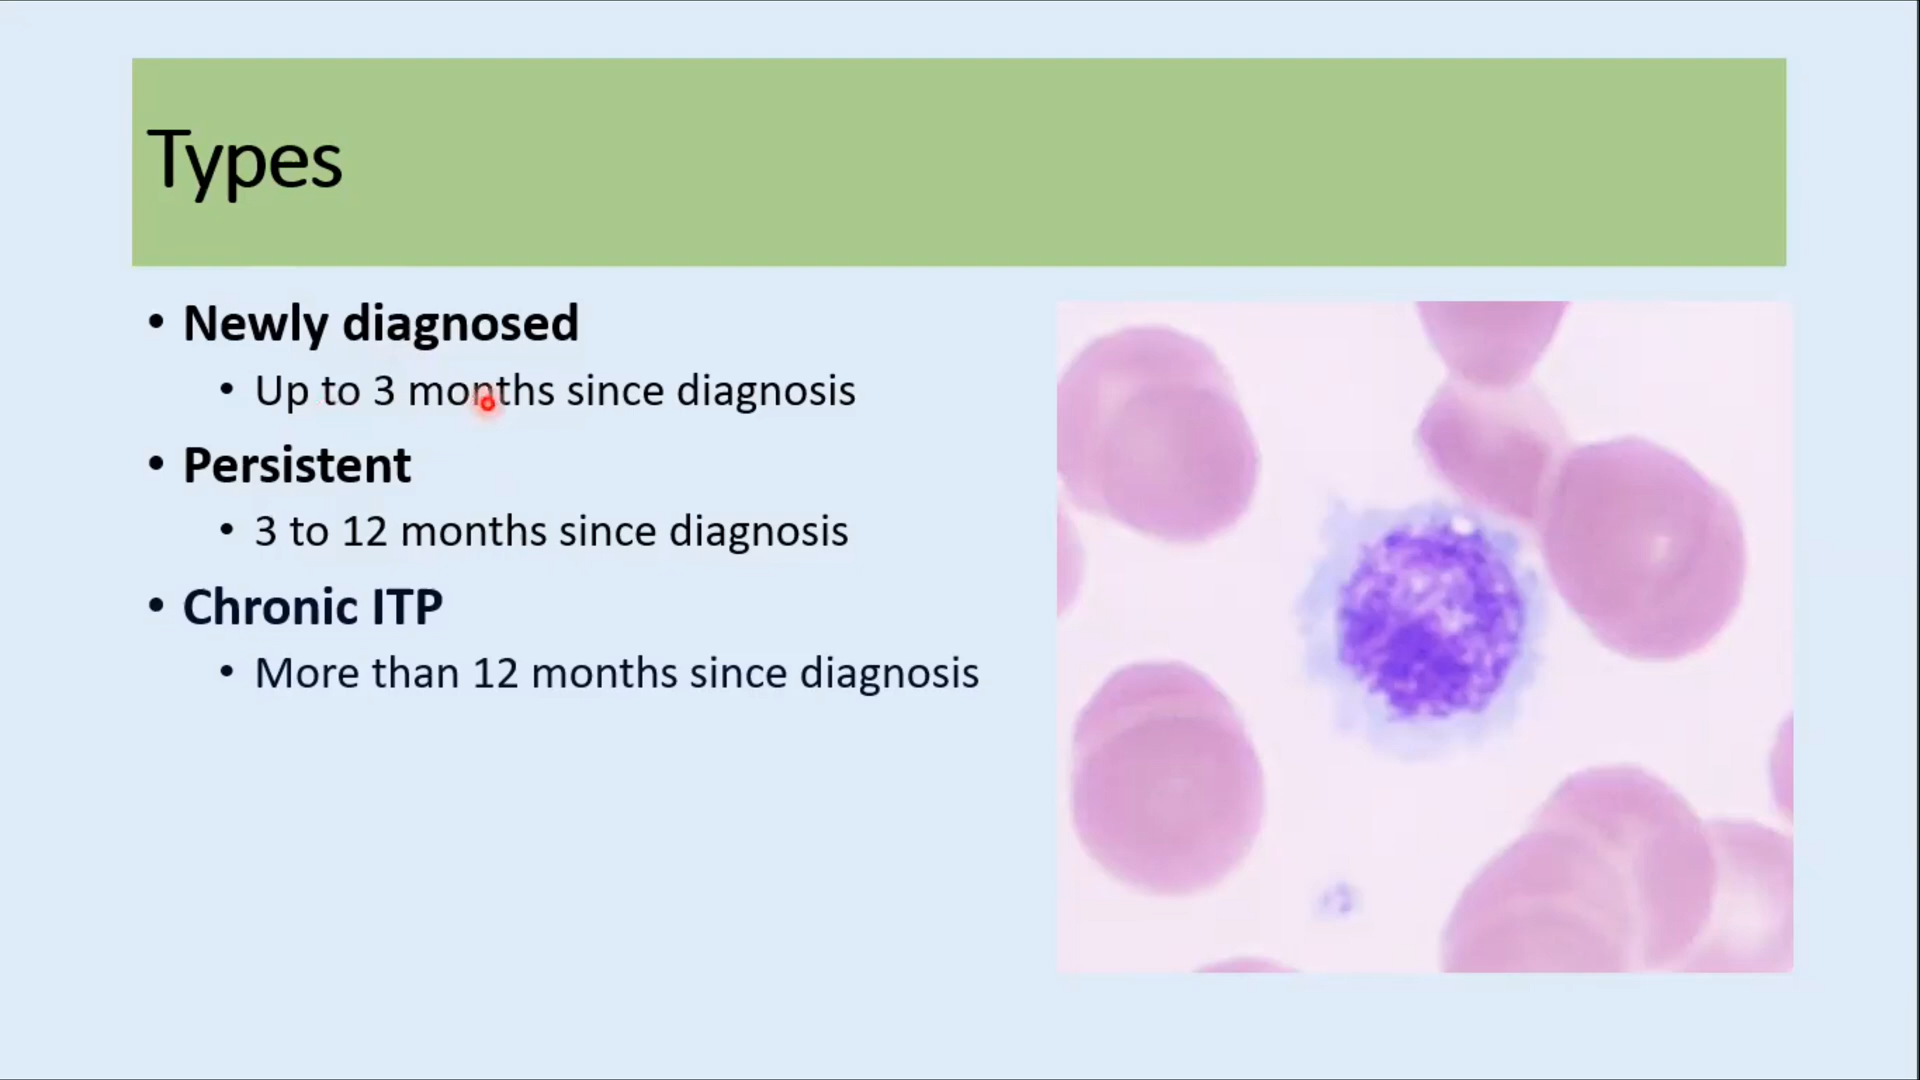 Types
• Newly diagnosed
• Up to 3 months since diagnosis
• Persistent
• 3 to 12 months since diagnosis
• Chronic ITP
• More than 12 months since diagnosis